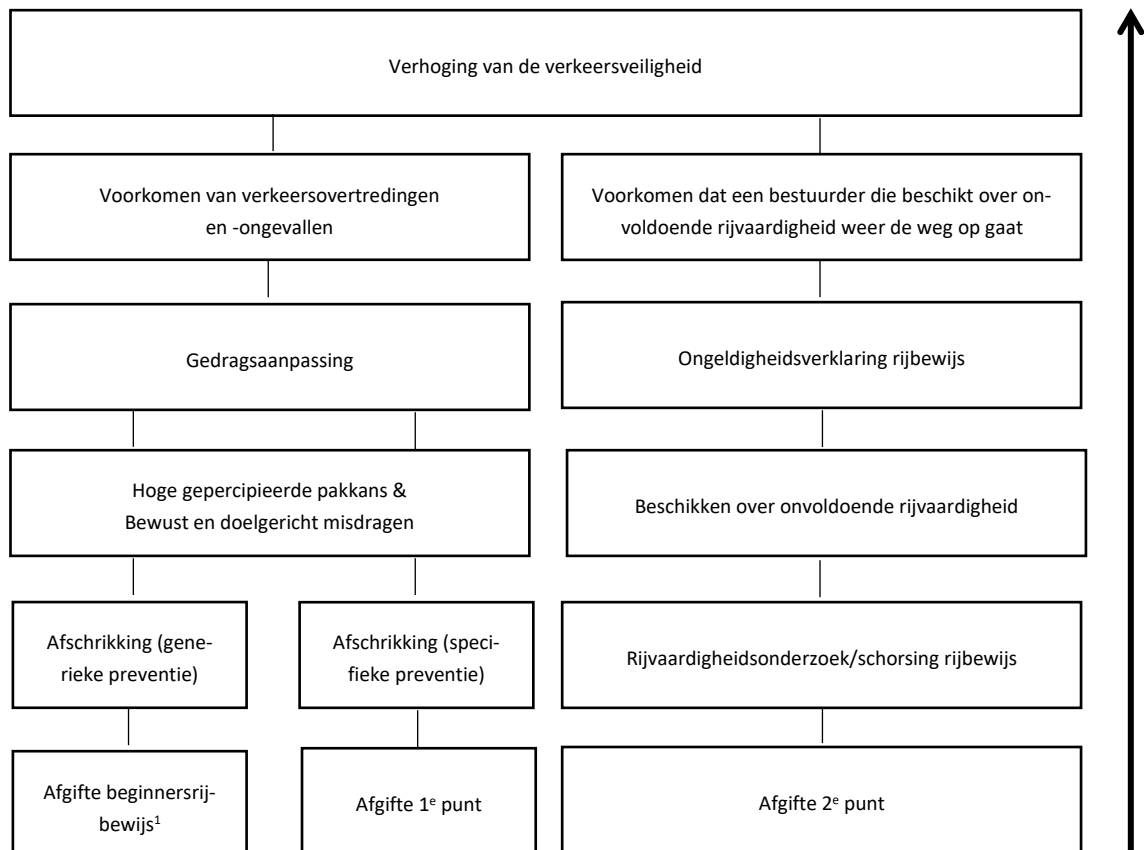 Verhoging van de verkeersveiligheid
Voorkomen van verkeersovertredingen
en -ongevallen
Voorkomen dat een bestuurder die beschikt over on-
voldoende rijvaardigheid weer de weg op gaat
Gedragsaanpassing
Ongeldigheidsverklaring rijbewijs
Hoge gepercipieerde pakkans &
Bewust en doelgericht misdragen
Beschikken over onvoldoende rijvaardigheid
Afschrikking (gene-
rieke preventie)
Afschrikking (speci-
fieke preventie)
Rijvaardigheidsonderzoek/schorsing rijbewijs
Afgifte beginnersrij-
bewijs¹
Afgifte 1ᵉ punt
Afgifte 2ᵉ punt